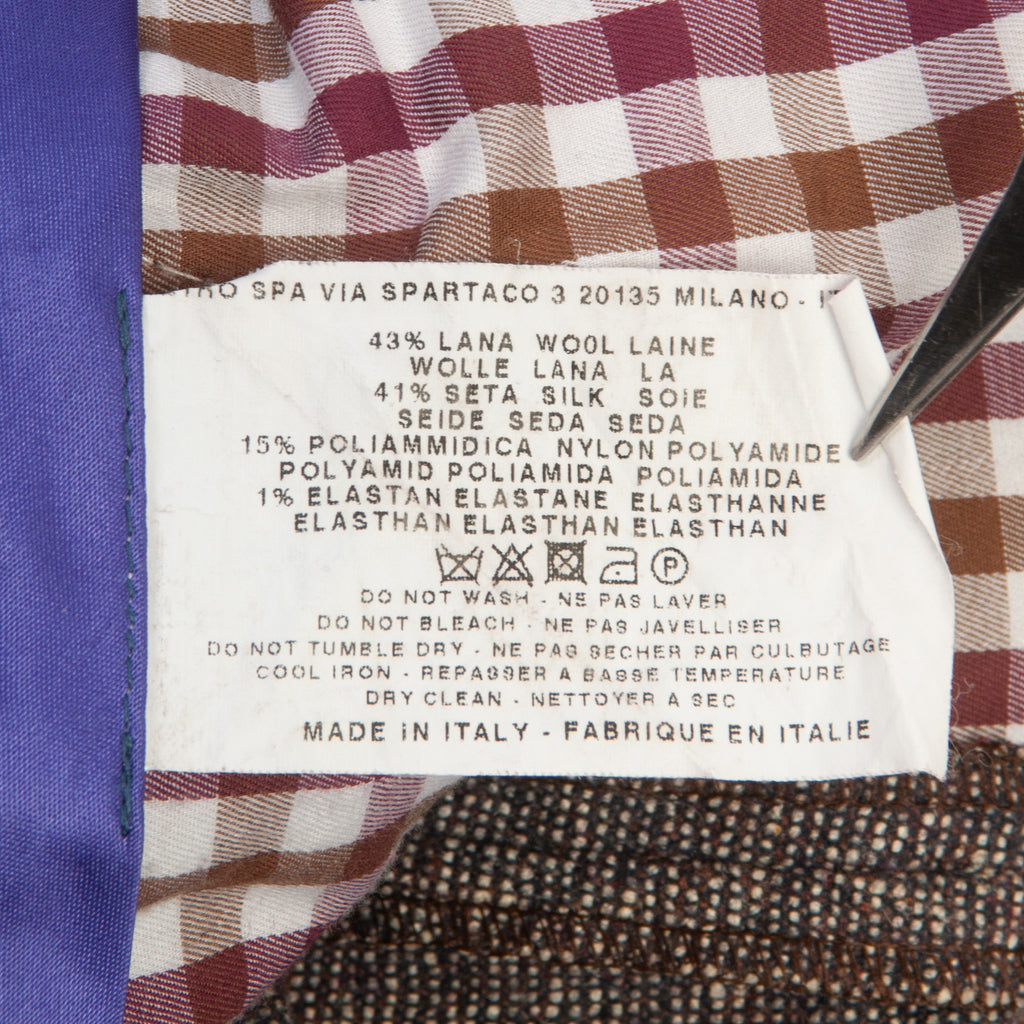 SPA VIA SPARTACO 3 20135 MILANO -
43% LANA WOOL LAINE
WOLLE LANA LA
41% SETA SILK SOIE
SEIDE SEDA SEDA
15% POLIAMMIDICA NYLON POLYAMIDE
POLYAMID POLIAMIDA POLIAMIDA
1% ELASTAN ELASTANE ELASTHANNE
ELASTHAN ELASTHAN ELASTHAN
P
DO NOT WASH - NE PAS LAVER
DO NOT BLEACH - NE PAS JAVELLISER
DO NOT TUMBLE DRY - NE PAS SECHER PAR CULBUTAGE
COOL IRON - REPASSER A BASSE TEMPERATURE
DRY CLEAN - NETTOYER A SEC
MADE IN ITALY - FABRIQUE EN ITALIE